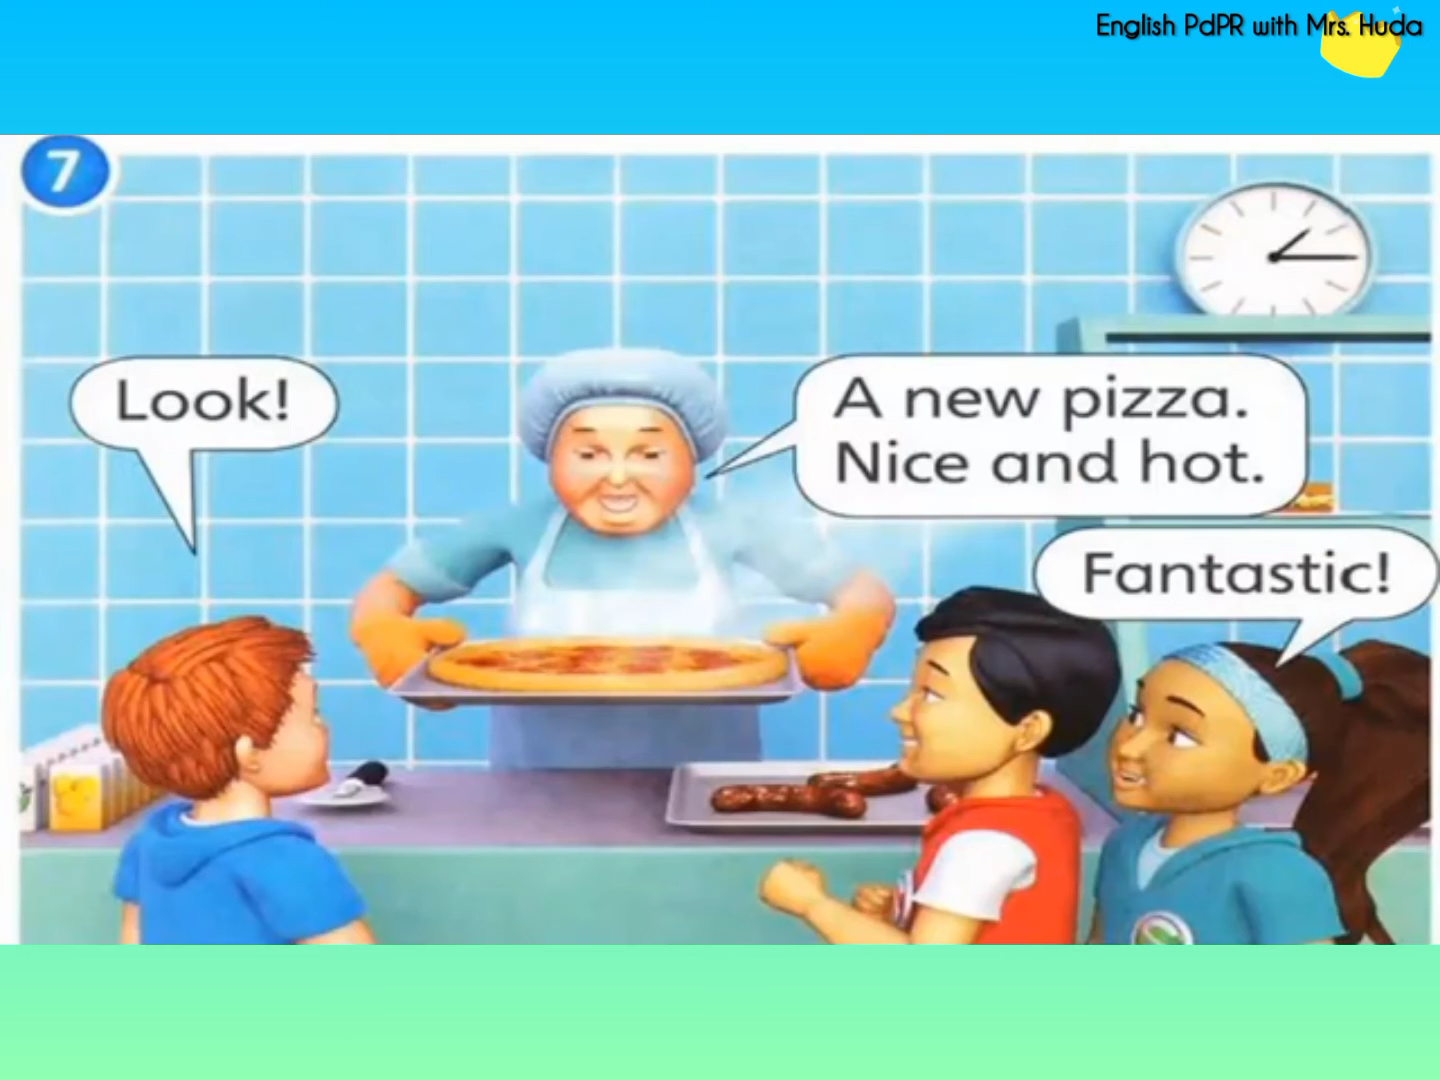 English PdPR with Mrs. Huda
7
Look!
A new pizza.
Nice and hot.
Fantastic!